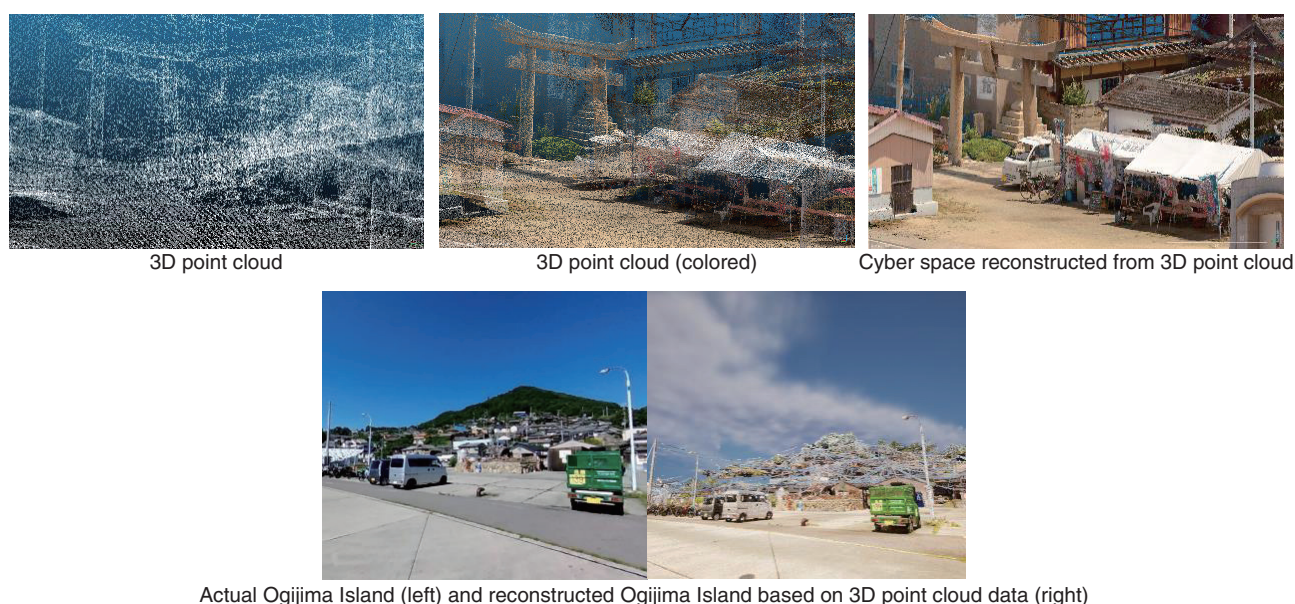 3D point cloud
3D point cloud (colored)
Cyber space reconstructed from 3D point cloud
Actual Ogijima Island (left) and reconstructed Ogijima Island based on 3D point cloud data (right)